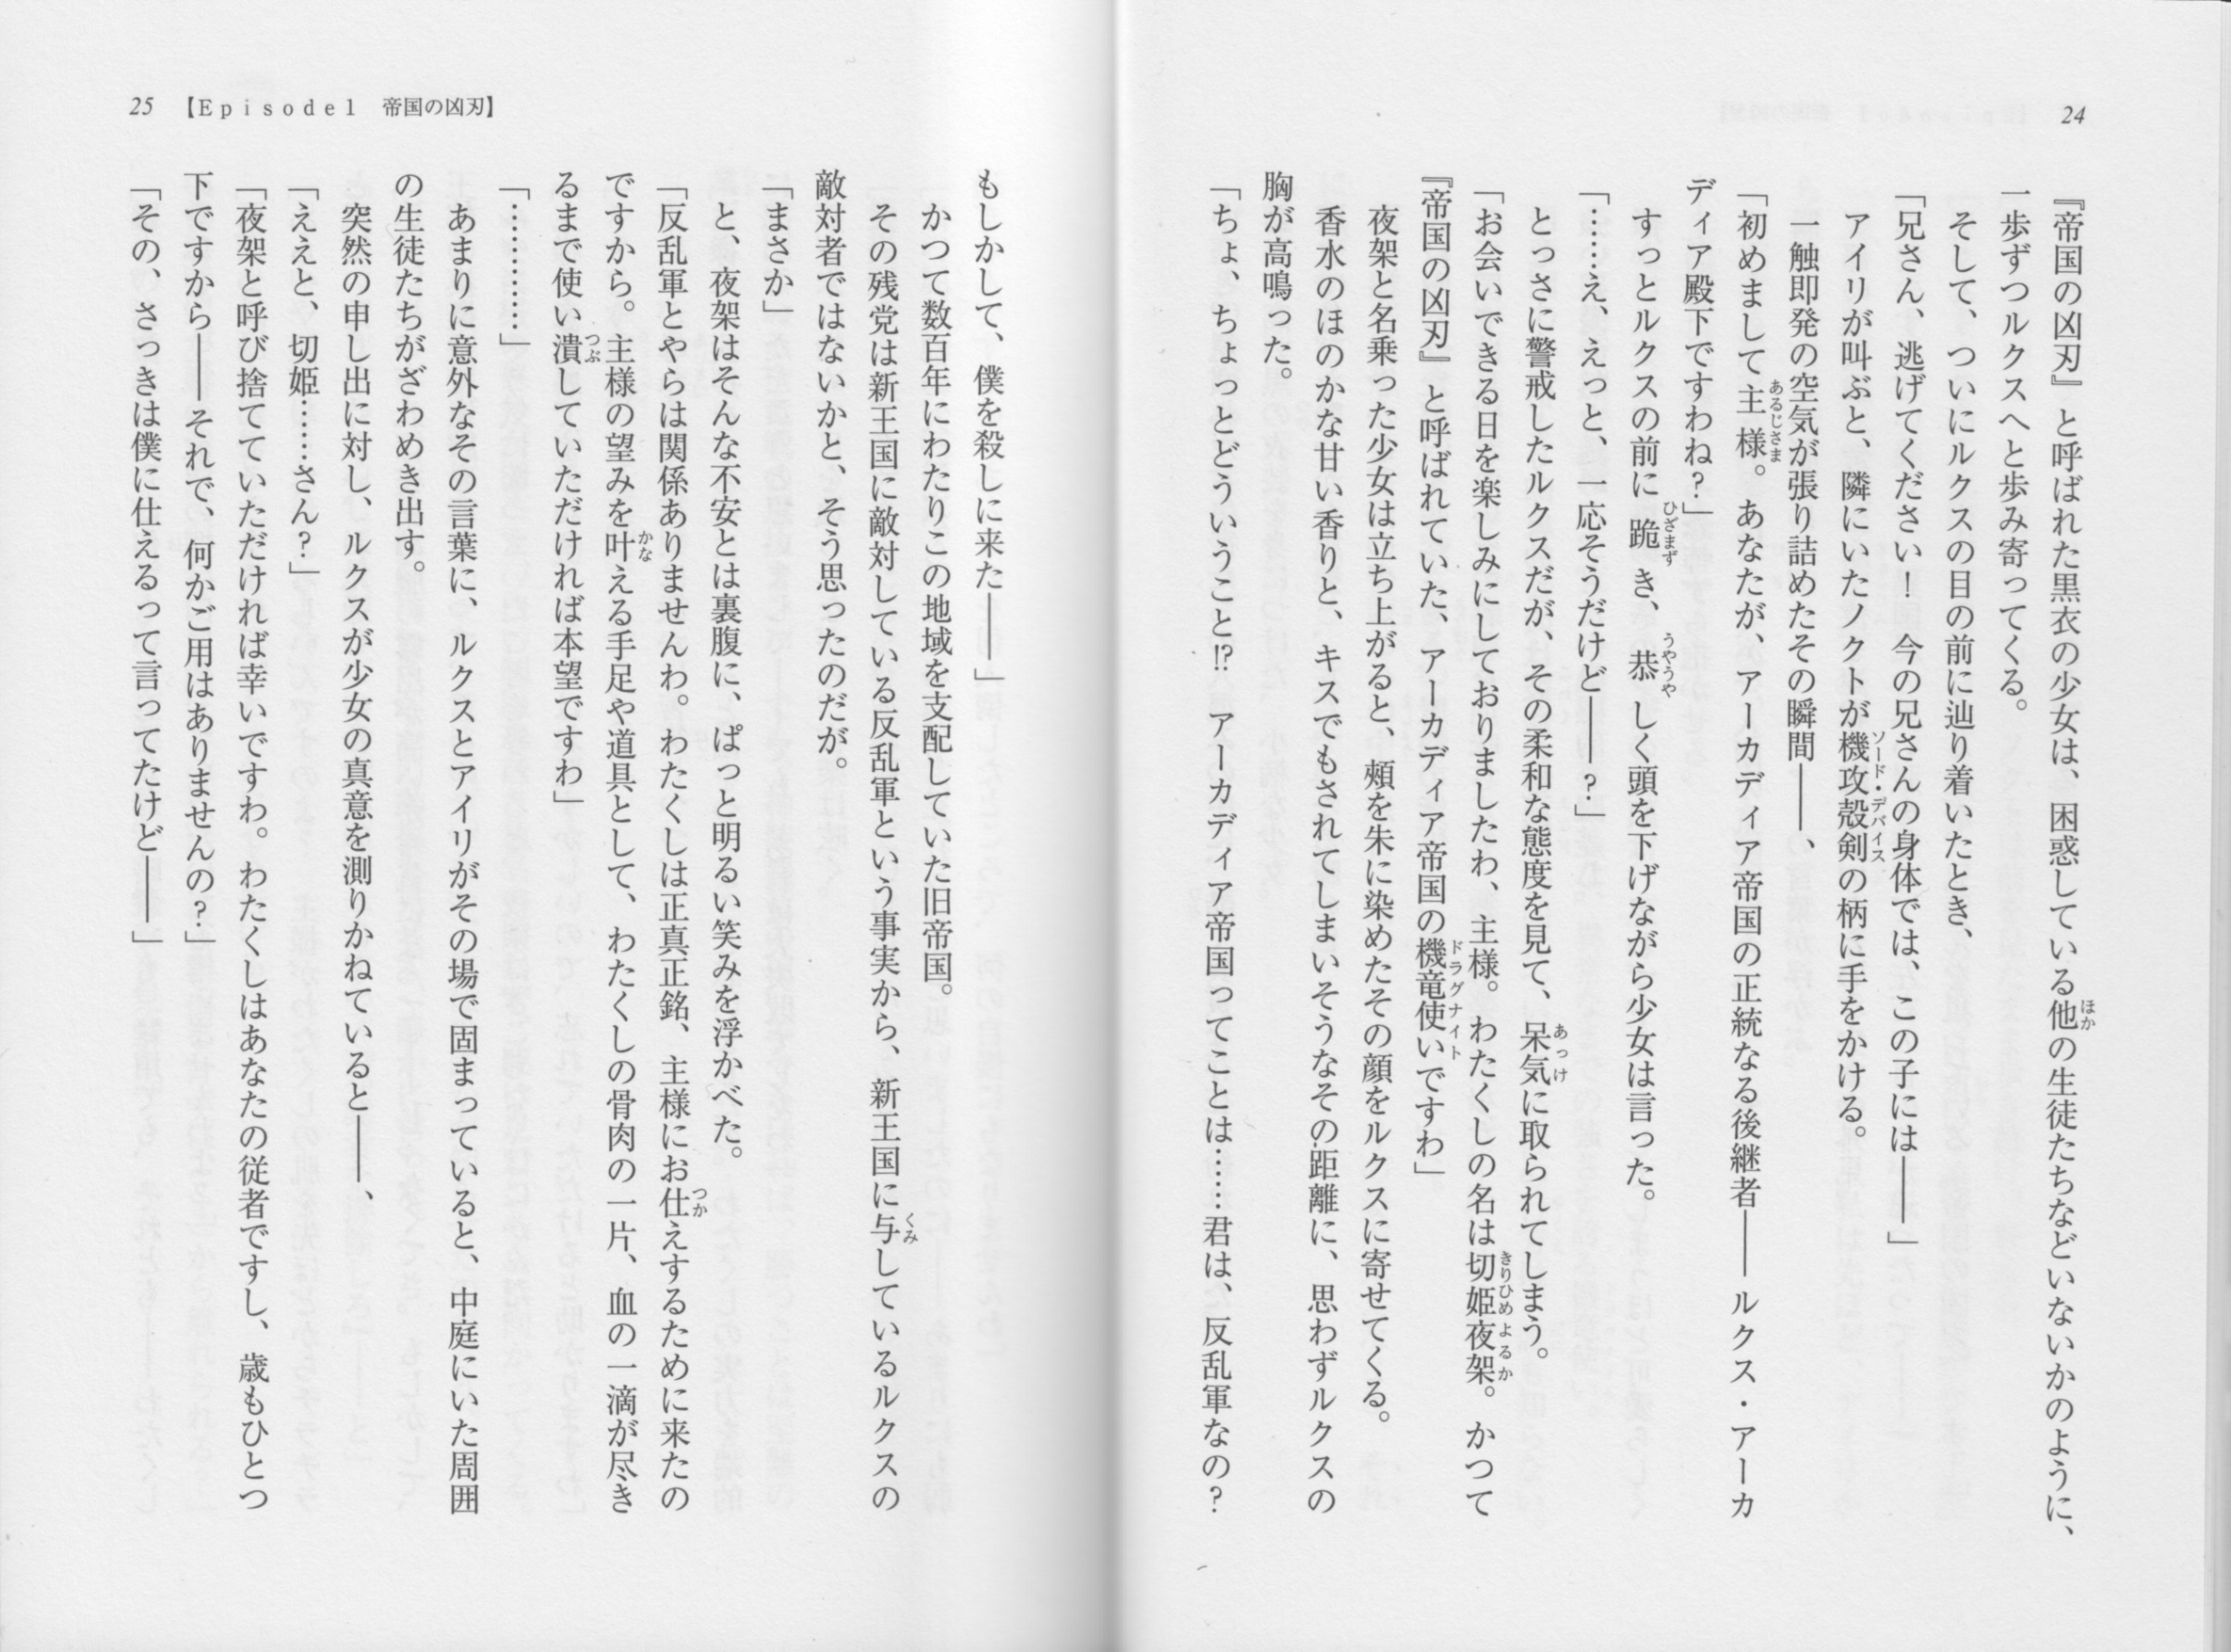 24
『帝国の凶刃』と呼ばれた黒衣の少女は、困惑している他の生徒たちなどいないかのように、
一歩ずつルクスへと歩み寄ってくる。
そして、ついにルクスの目の前に辿り着いたとき、
「兄さん、逃げてください！　今の兄さんの身体では、この子には――」
アイリが叫ぶと、隣にいたノクトが機攻殻剣の柄に手をかける。
一触即発の空気が張り詰めたその瞬間――、
「初めまして主様。あなたが、アーカディア帝国の正統なる後継者――ルクス・アーカ
ディア殿下ですわね？」
すっとルクスの前に跪き、恭しく頭を下げながら少女は言った。
「……え、えっと、一応そうだけど――？」
とっさに警戒したルクスだが、その柔和な態度を見て、呆気に取られてしまう。
「お会いできる日を楽しみにしておりましたわ、主様。わたくしの名は切姫夜架。かつて
『帝国の凶刃』と呼ばれていた、アーカディア帝国の機竜使いですわ」
夜架と名乗った少女は立ち上がると、頬を朱に染めたその顔をルクスに寄せてくる。
香水のほのかな甘い香りと、キスでもされてしまいそうなその距離に、思わずルクスの
胸が高鳴った。
「ちょ、ちょっとどういうこと!?　アーカディア帝国ってことは……君は、反乱軍なの？
25 【Episode1　帝国の凶刃】
もしかして、僕を殺しに来た――」
かつて数百年にわたりこの地域を支配していた旧帝国。
その残党は新王国に敵対している反乱軍という事実から、新王国に与しているルクスの
敵対者ではないかと、そう思ったのだが。
「まさか」
と、夜架はそんな不安とは裏腹に、ぱっと明るい笑みを浮かべた。
「反乱軍とやらは関係ありませんわ。わたくしは正真正銘、主様にお仕えするために来たの
ですから。主様の望みを叶える手足や道具として、わたくしの骨肉の一片、血の一滴が尽き
るまで使い潰していただければ本望ですわ」
「…………」
あまりに意外なその言葉に、ルクスとアイリがその場で固まっていると、中庭にいた周囲
の生徒たちがざわめき出す。
突然の申し出に対し、ルクスが少女の真意を測りかねていると――、
「ええと、切姫……さん？」
「夜架と呼び捨てていただければ幸いですわ。わたくしはあなたの従者ですし、歳もひとつ
下ですから――それで、何かご用はありませんの？」
「その、さっきは僕に仕えるって言ってたけど――」